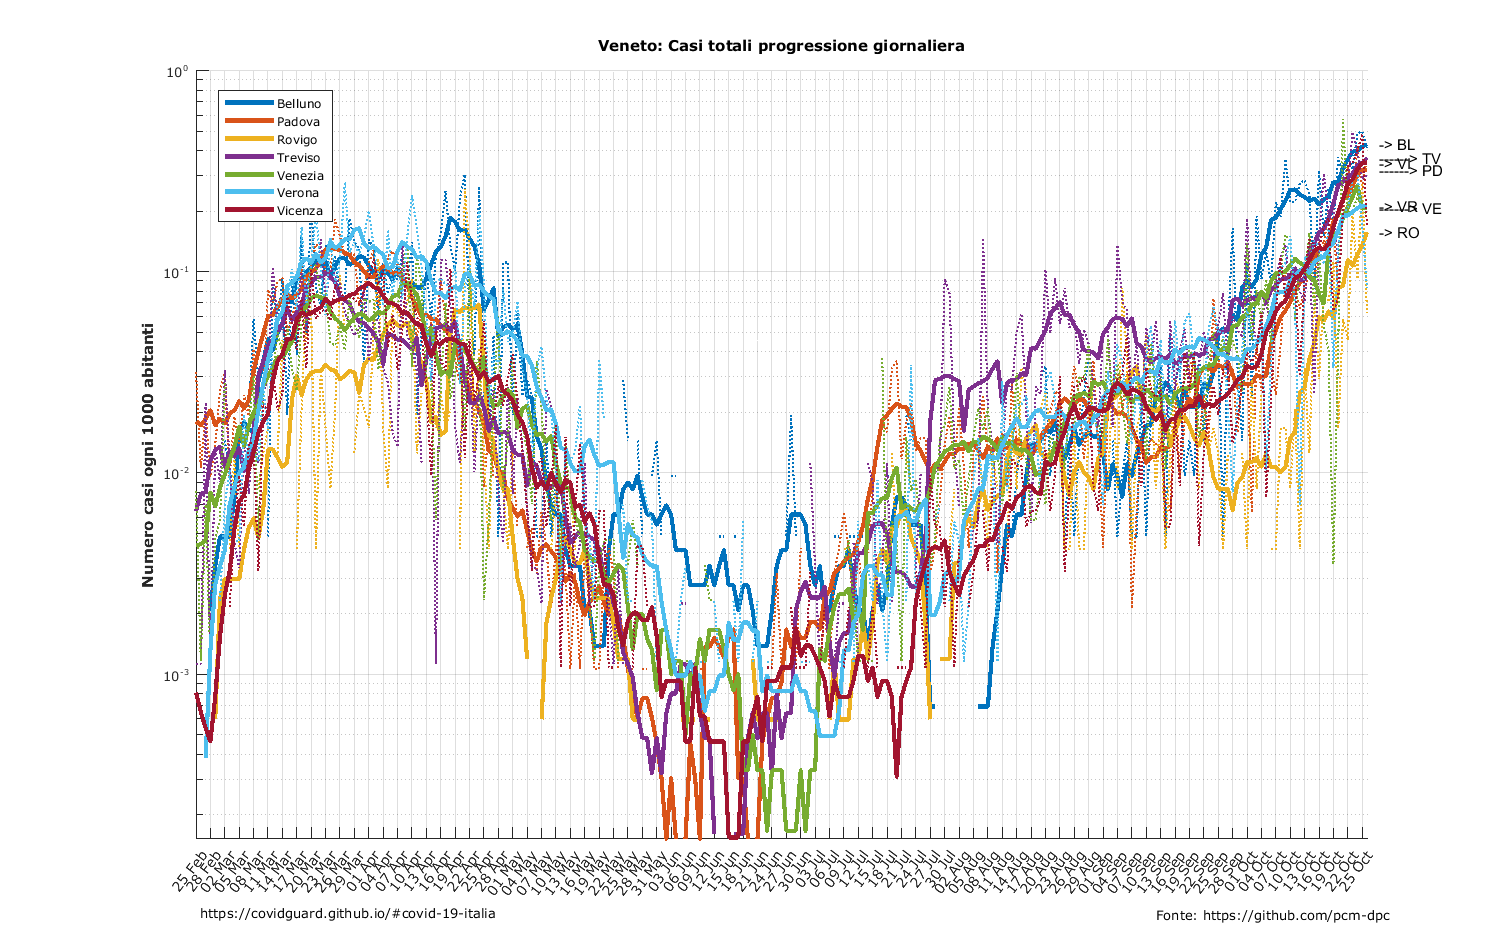 Veneto: Casi totali progressione giornaliera
10^0
10^-1
10^-2
10^-3
Numero casi ogni 1000 abitanti
Belluno
Padova
Rovigo
Treviso
Venezia
Verona
Vicenza
-> BL
------> TV
-> VI
------> PD
-> VR
------> VE
-> RO
25 Feb
28 Feb
02 Mar
05 Mar
08 Mar
11 Mar
14 Mar
17 Mar
20 Mar
23 Mar
26 Mar
29 Mar
01 Apr
04 Apr
07 Apr
10 Apr
13 Apr
16 Apr
19 Apr
22 Apr
25 Apr
28 Apr
01 May
04 May
07 May
10 May
13 May
16 May
19 May
22 May
25 May
28 May
31 May
03 Jun
06 Jun
09 Jun
12 Jun
15 Jun
18 Jun
21 Jun
24 Jun
27 Jun
30 Jun
03 Jul
06 Jul
09 Jul
12 Jul
15 Jul
18 Jul
21 Jul
24 Jul
27 Jul
30 Jul
02 Aug
05 Aug
08 Aug
11 Aug
14 Aug
17 Aug
20 Aug
23 Aug
26 Aug
29 Aug
01 Sep
04 Sep
07 Sep
10 Sep
13 Sep
16 Sep
19 Sep
22 Sep
25 Sep
28 Sep
01 Oct
04 Oct
07 Oct
10 Oct
13 Oct
16 Oct
19 Oct
22 Oct
25 Oct
https://covidguard.github.io/#covid-19-italia
Fonte: https://github.com/pcm-dpc